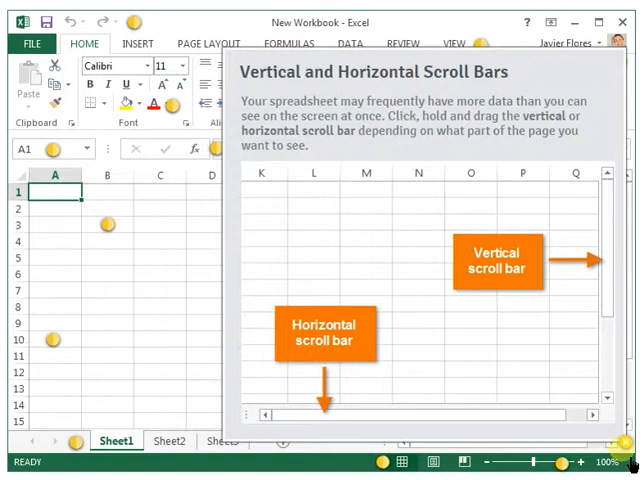 New Workbook - Excel
FILE HOME INSERT PAGE LAYOUT FORMULAS DATA REVIEW VIEW Javier Flores
Calibri 11
Paste
B I U A A
A
Clipboard Font
A1 fx
Vertical and Horizontal Scroll Bars
Your spreadsheet may frequently have more data than you can
see on the screen at once. Click, hold and drag the vertical or
horizontal scroll bar depending on what part of the page you
want to see.
A B C D
1
2
3
4
5
6
7
8
9
10
11
12
13
14
15
K L M N O P Q
Vertical
scroll bar
Horizontal
scroll bar
Sheet1 Sheet2
READY 100%